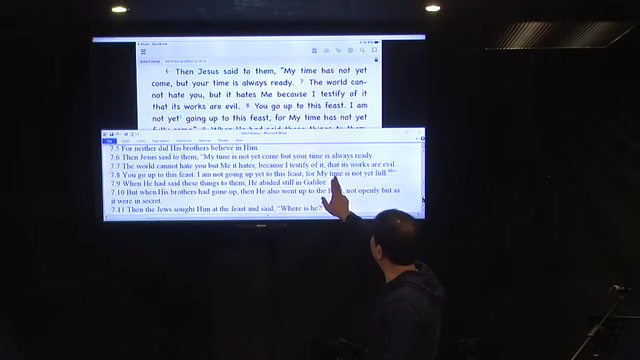 6 Then Jesus said to them, "My time has not yet
come, but your time is always ready. 7 The world can-
not hate you, but it hates Me because I testify of it
that its works are evil. 8 You go up to this feast. I am
not yet going up to this feast, for My time has not yet
7.5 For neither did His brothers believe in Him.
7.6 Then Jesus said to them, "My time is not yet come but your time is always ready.
7.7 The world cannot hate you but Me it hates, because I testify of it, that its works are evil.
7.8 You go up to this feast. I am not going up yet to this feast, for My time is not yet full
7.9 When He had said these things to them, He abided still in Galilee
7.10 But when His brothers had gone up, then He also went up to the not openly but as
it were in secret.
7.11 Then the Jews sought Him at the feast and said, "Where is he?